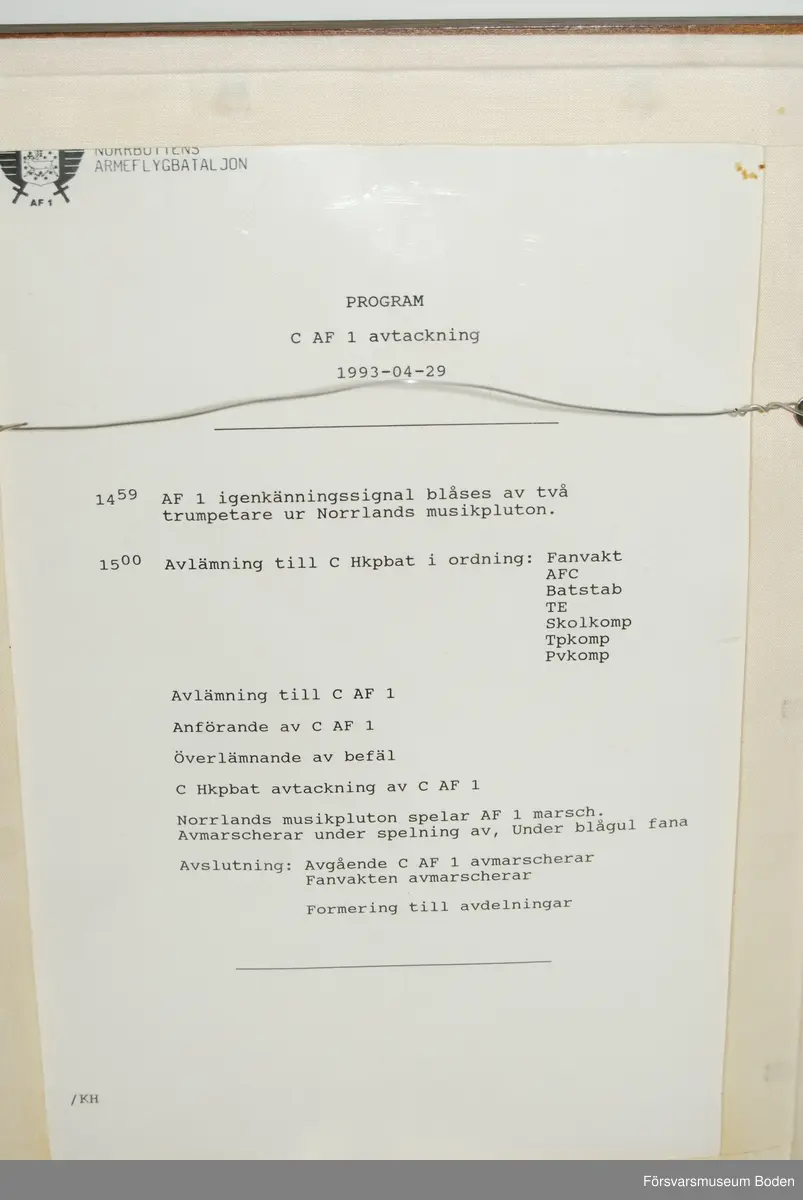 NORRBOTTENS
ARMEFLYGBATALJON
AF 1
PROGRAM
C AF 1 avtackning
1993-04-29
1459 AF 1 igenkänningssignal blåses av två
trumpetare ur Norrlands musikpluton.
1500 Avlämning till C Hkpbat i ordning: Fanvakt
AFC
Batstab
TE
Skolkomp
Tpkomp
Pvkomp
Avlämning till C AF 1
Anförande av C AF 1
Överlämnande av befäl
C Hkpbat avtackning av C AF 1
Norrlands musikpluton spelar AF 1 marsch.
Avmarscherar under spelning av, Under blågul fana
Avslutning: Avgående C AF 1 avmarscherar
Fanvakten avmarscherar
Formering till avdelningar
/KH
Försvarsmuseum Boden